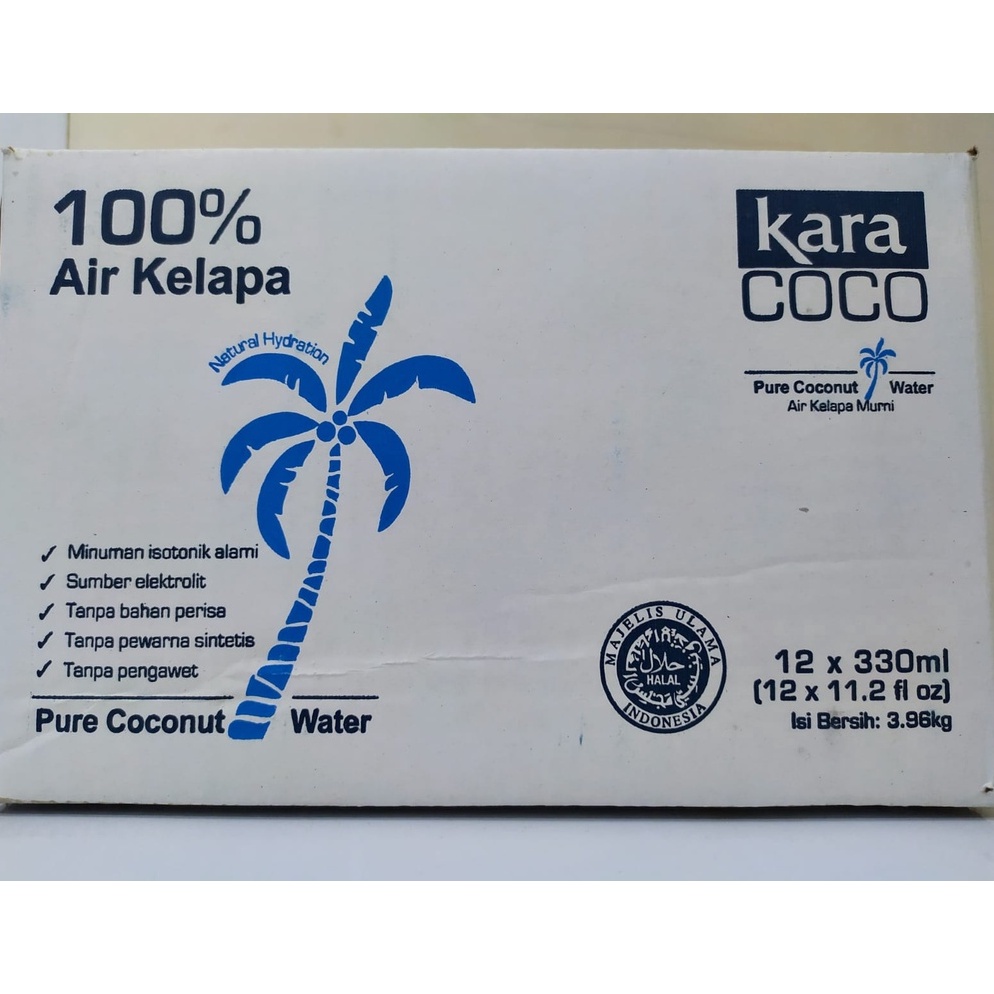 100%
Air Kelapa
Natural Hydration
✓ Minuman isotonik alami
✓ Sumber elektrolit
✓ Tanpa bahan perisa
✓ Tanpa pewarna sintetis
✓ Tanpa pengawet
Pure Coconut Water
kara
COCO
Pure Coconut Water
Air Kelapa Murni
MAJELIS ULAMA
حلال
HALAL
INDONESIA
12 x 330ml
(12 x 11.2 fl oz)
Isi Bersih: 3.96kg